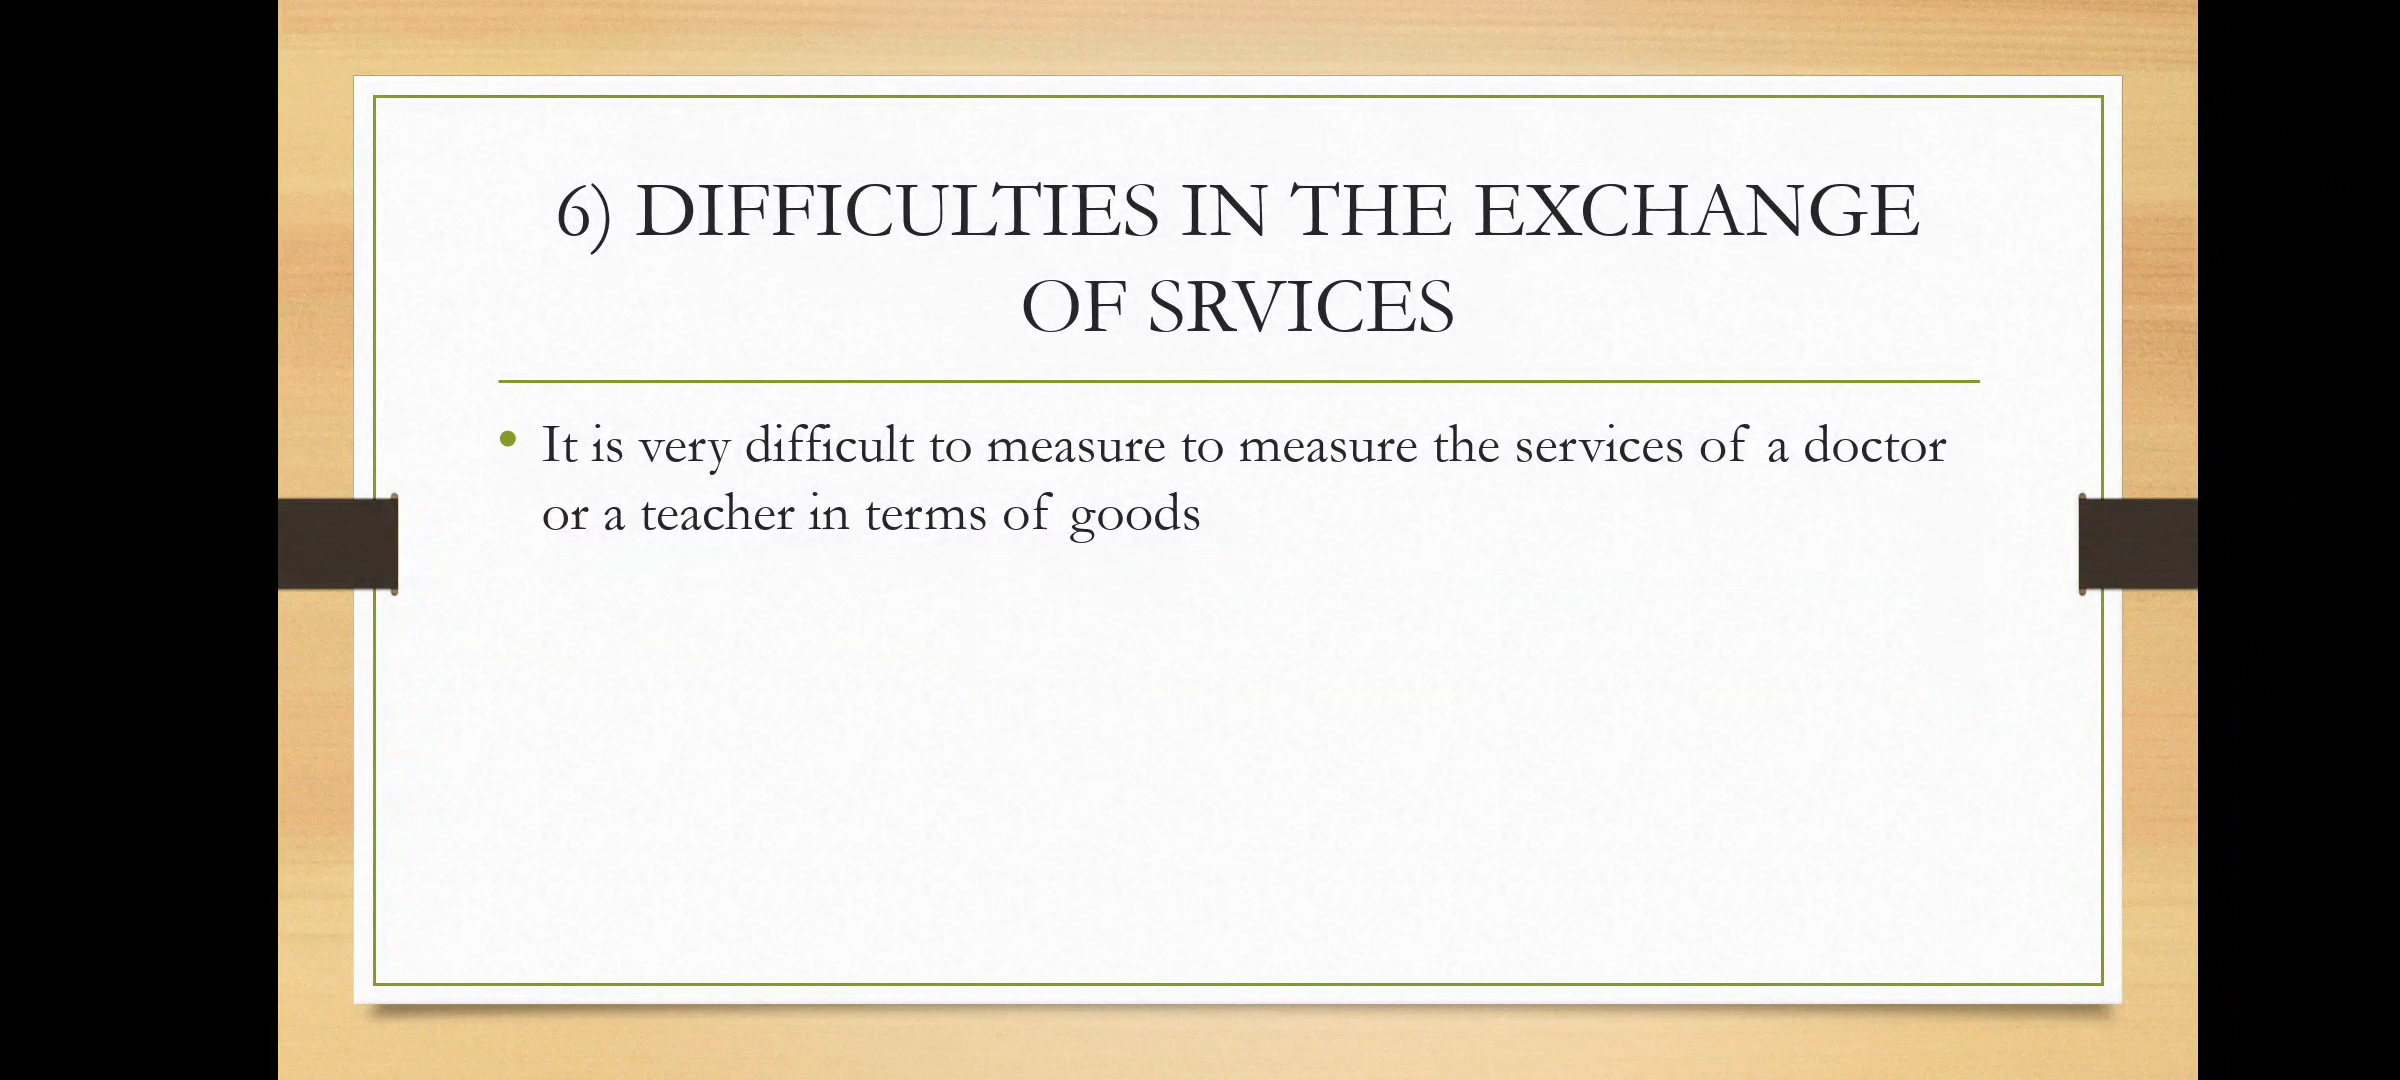 6) DIFFICULTIES IN THE EXCHANGE
OF SRVICES
• It is very difficult to measure to measure the services of a doctor
or a teacher in terms of goods